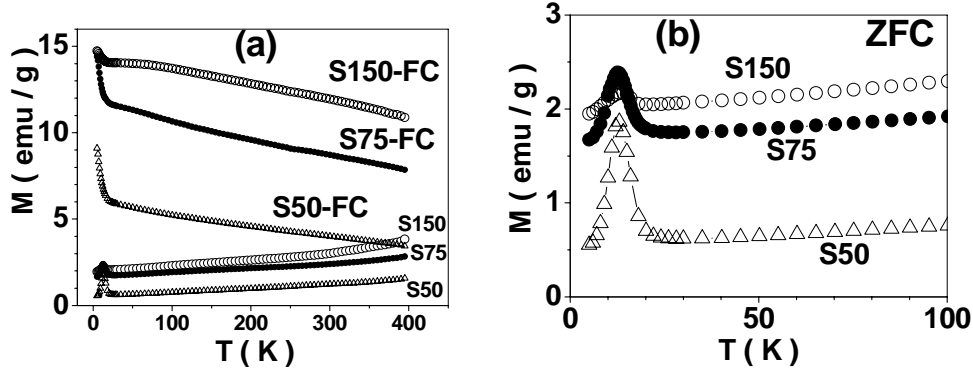 (a)
S150-FC
S75-FC
S50-FC
S150
S75
S50
15
10
5
0
0 100 200 300 400
M ( emu / g )
T ( K )
(b)
ZFC
S150
S75
S50
3
2
1
0
0 50 100
M ( emu / g )
T ( K )